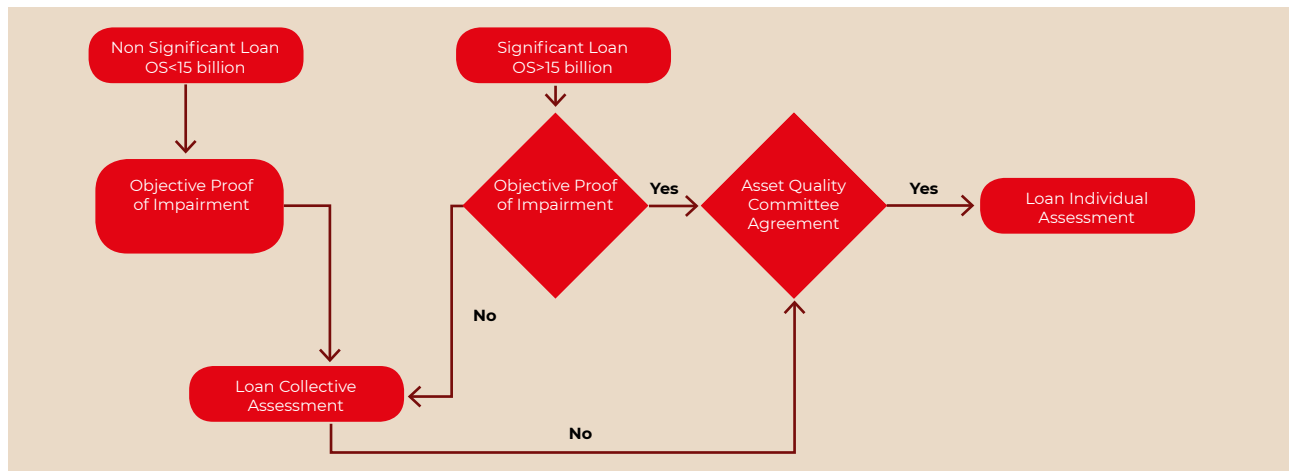 Non Significant Loan
OS<15 billion
Significant Loan
OS>15 billion
Objective Proof
of Impairment
Objective Proof
of Impairment
Yes
Asset Quality
Committee
Agreement
Yes
Loan Individual
Assessment
No
Loan Collective
Assessment
No